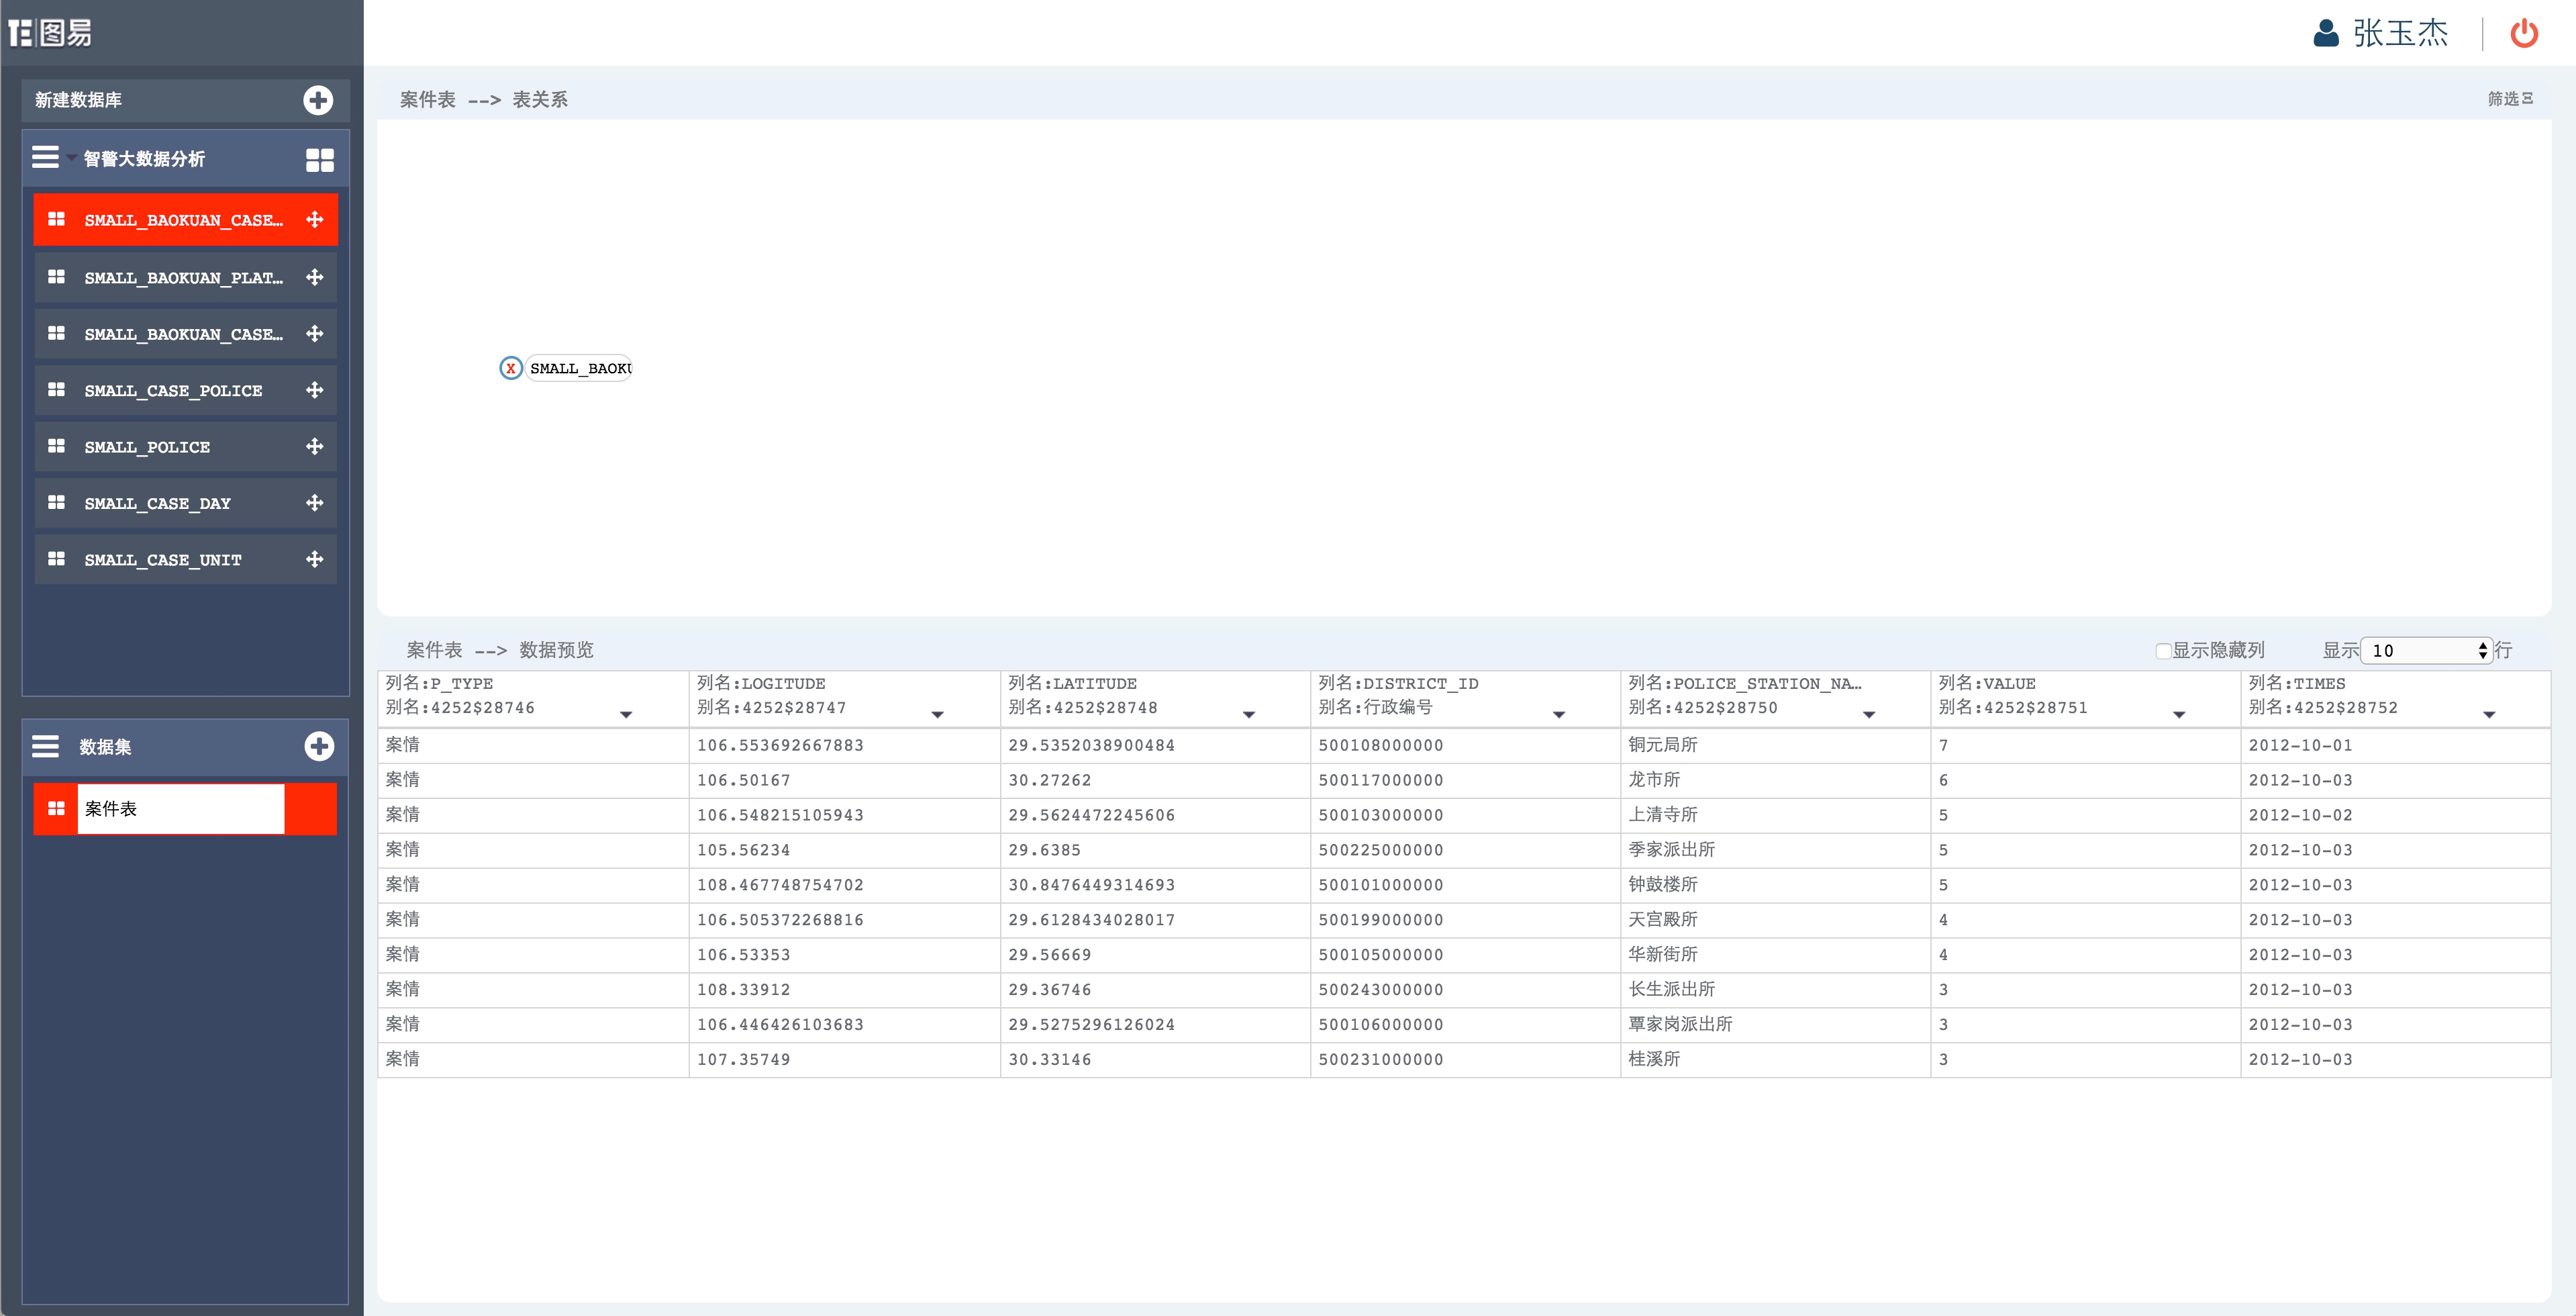 图易
张玉杰
新建数据库
智警大数据分析
SMALL_BAOKUAN_CASE…
SMALL_BAOKUAN_PLAT…
SMALL_BAOKUAN_CASE…
SMALL_CASE_POLICE
SMALL_POLICE
SMALL_CASE_DAY
SMALL_CASE_UNIT
数据集
案件表
案件表 --> 表关系 筛选
X SMALL_BAOKU
案件表 --> 数据预览 显示隐藏列 显示 10 行
列名:P_TYPE 列名:LOGITUDE 列名:LATITUDE 列名:DISTRICT_ID 列名:POLICE_STATION_NA… 列名:VALUE 列名:TIMES
别名:4252$28746 别名:4252$28747 别名:4252$28748 别名:行政编号 别名:4252$28750 别名:4252$28751 别名:4252$28752
案情 106.553692667883 29.5352038900484 500108000000 铜元局所 7 2012-10-01
案情 106.50167 30.27262 500117000000 龙市所 6 2012-10-03
案情 106.548215105943 29.5624472245606 500103000000 上清寺所 5 2012-10-02
案情 105.56234 29.6385 500225000000 季家派出所 5 2012-10-03
案情 108.467748754702 30.8476449314693 500101000000 钟鼓楼所 5 2012-10-03
案情 106.505372268816 29.6128434028017 500199000000 天宫殿所 4 2012-10-03
案情 106.53353 29.56669 500105000000 华新街所 4 2012-10-03
案情 108.33912 29.36746 500243000000 长生派出所 3 2012-10-03
案情 106.446426103683 29.5275296126024 500106000000 覃家岗派出所 3 2012-10-03
案情 107.35749 30.33146 500231000000 桂溪所 3 2012-10-03